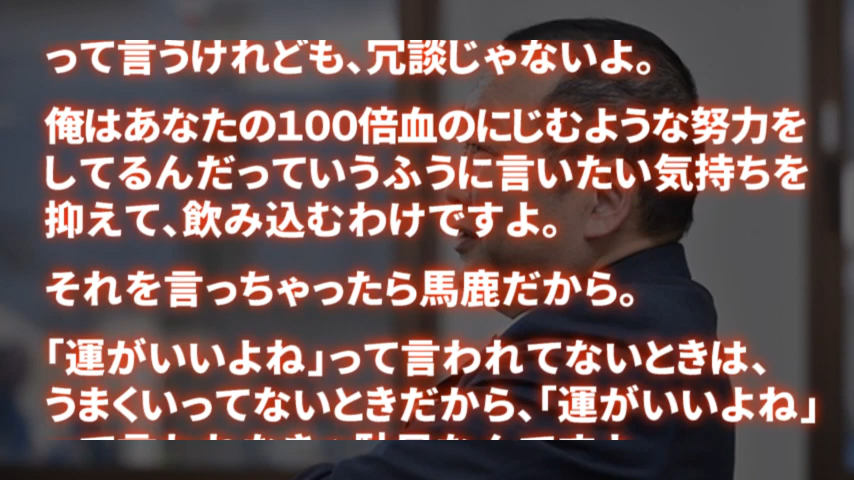 って言うけれども、冗談じゃないよ。
俺はあなたの100倍血のにじむような努力を
してるんだっていうふうに言いたい気持ちを
抑えて、飲み込むわけですよ。
それを言っちゃったら馬鹿だから。
「運がいいよね」って言われてないときは、
うまくいってないときだから、「運がいいよね」